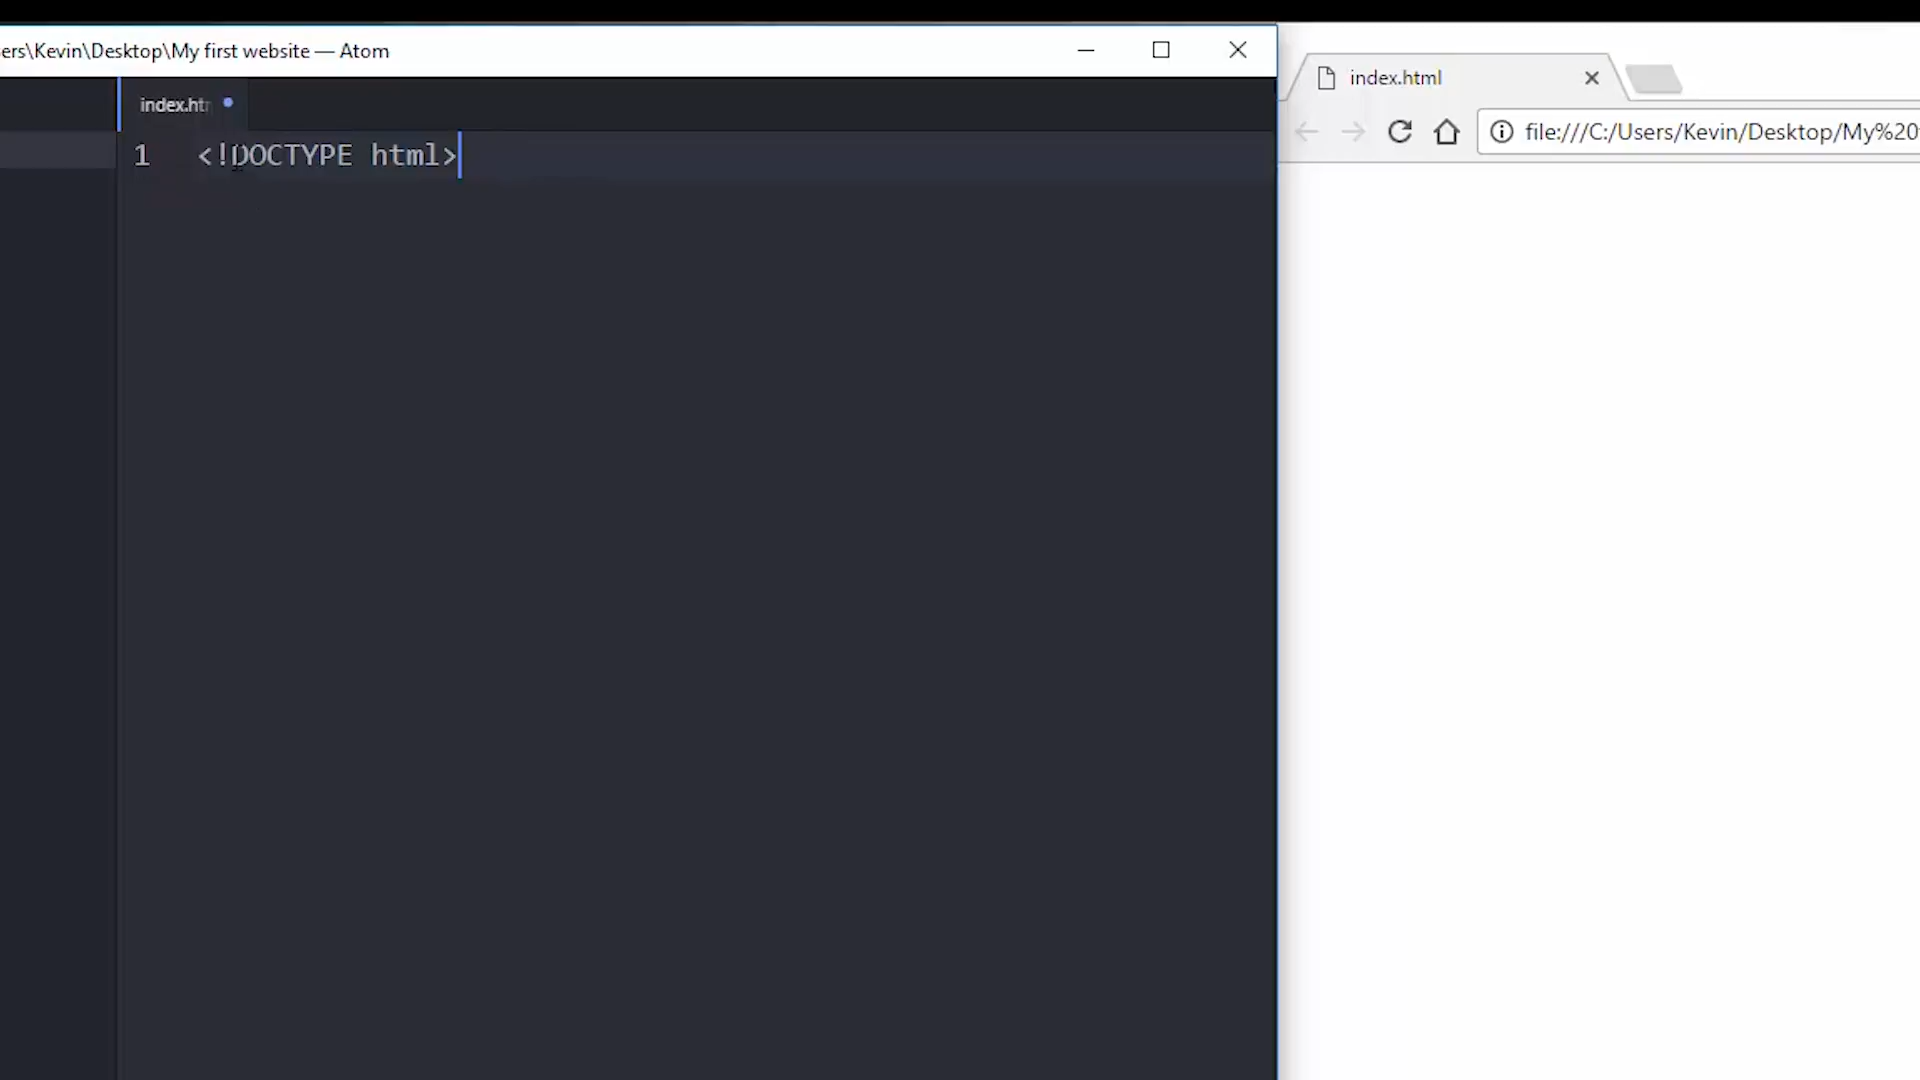 ers\Kevin\Desktop\My first website — Atom
index.html
index.ht
file:///C:/Users/Kevin/Desktop/My%20
1 <!DOCTYPE html>